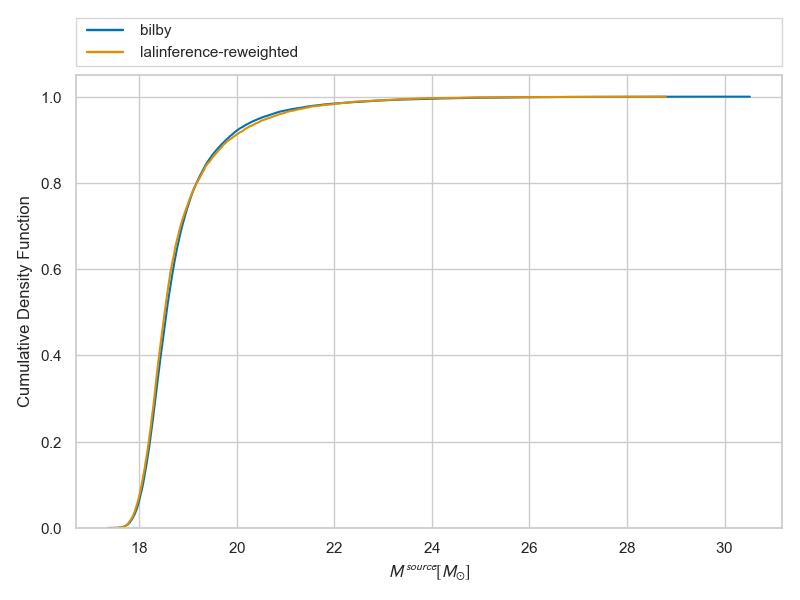 bilby
lalinference-reweighted
1.0
0.8
0.6
0.4
0.2
0.0
Cumulative Density Function
18 20 22 24 26 28 30
M^source[M_⊙]